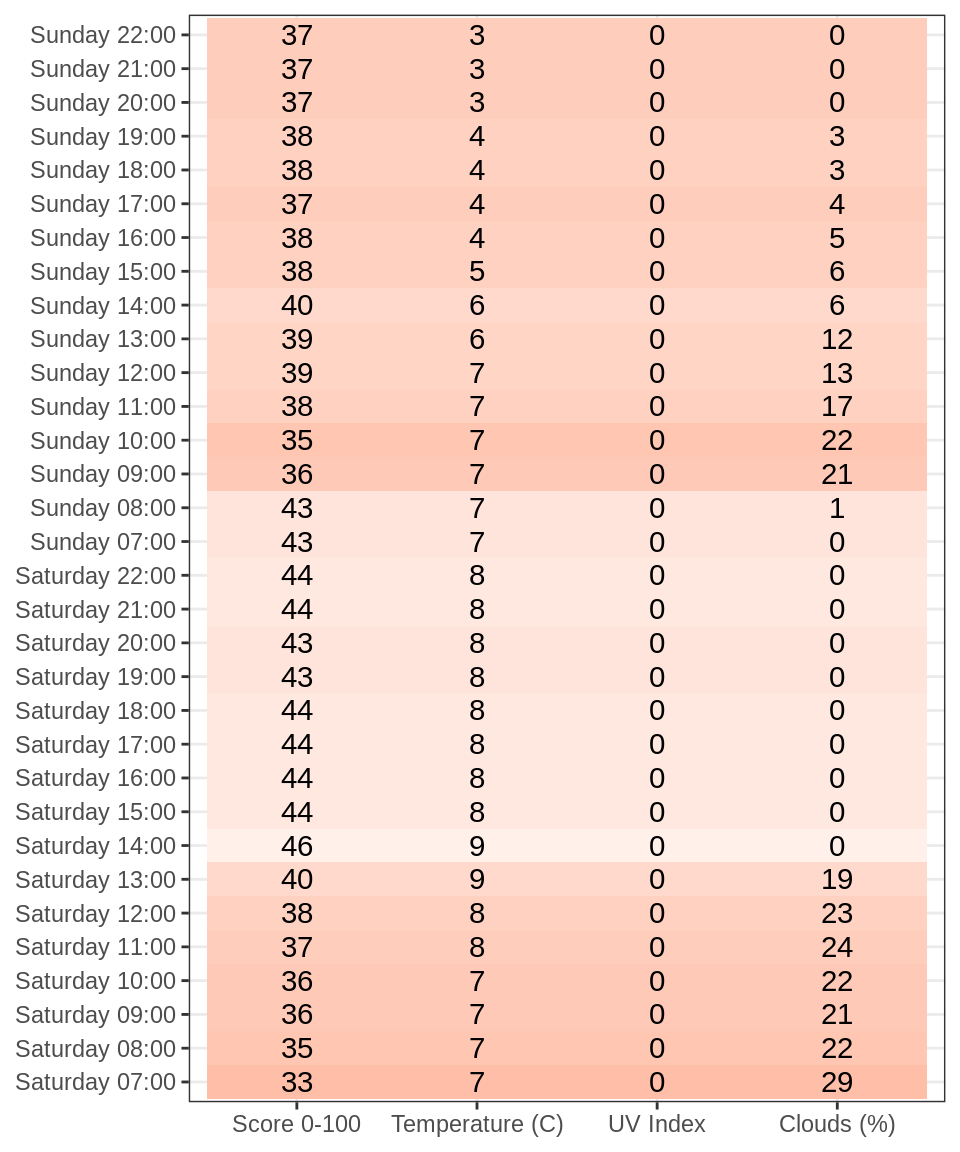 Sunday 22:00 37 3 0 0
Sunday 21:00 37 3 0 0
Sunday 20:00 37 3 0 0
Sunday 19:00 38 4 0 3
Sunday 18:00 38 4 0 3
Sunday 17:00 37 4 0 4
Sunday 16:00 38 4 0 5
Sunday 15:00 38 5 0 6
Sunday 14:00 40 6 0 6
Sunday 13:00 39 6 0 12
Sunday 12:00 39 7 0 13
Sunday 11:00 38 7 0 17
Sunday 10:00 35 7 0 22
Sunday 09:00 36 7 0 21
Sunday 08:00 43 7 0 1
Sunday 07:00 43 7 0 0
Saturday 22:00 44 8 0 0
Saturday 21:00 44 8 0 0
Saturday 20:00 43 8 0 0
Saturday 19:00 43 8 0 0
Saturday 18:00 44 8 0 0
Saturday 17:00 44 8 0 0
Saturday 16:00 44 8 0 0
Saturday 15:00 44 8 0 0
Saturday 14:00 46 9 0 0
Saturday 13:00 40 9 0 19
Saturday 12:00 38 8 0 23
Saturday 11:00 37 8 0 24
Saturday 10:00 36 7 0 22
Saturday 09:00 36 7 0 21
Saturday 08:00 35 7 0 22
Saturday 07:00 33 7 0 29
Score 0-100 Temperature (C) UV Index Clouds (%)